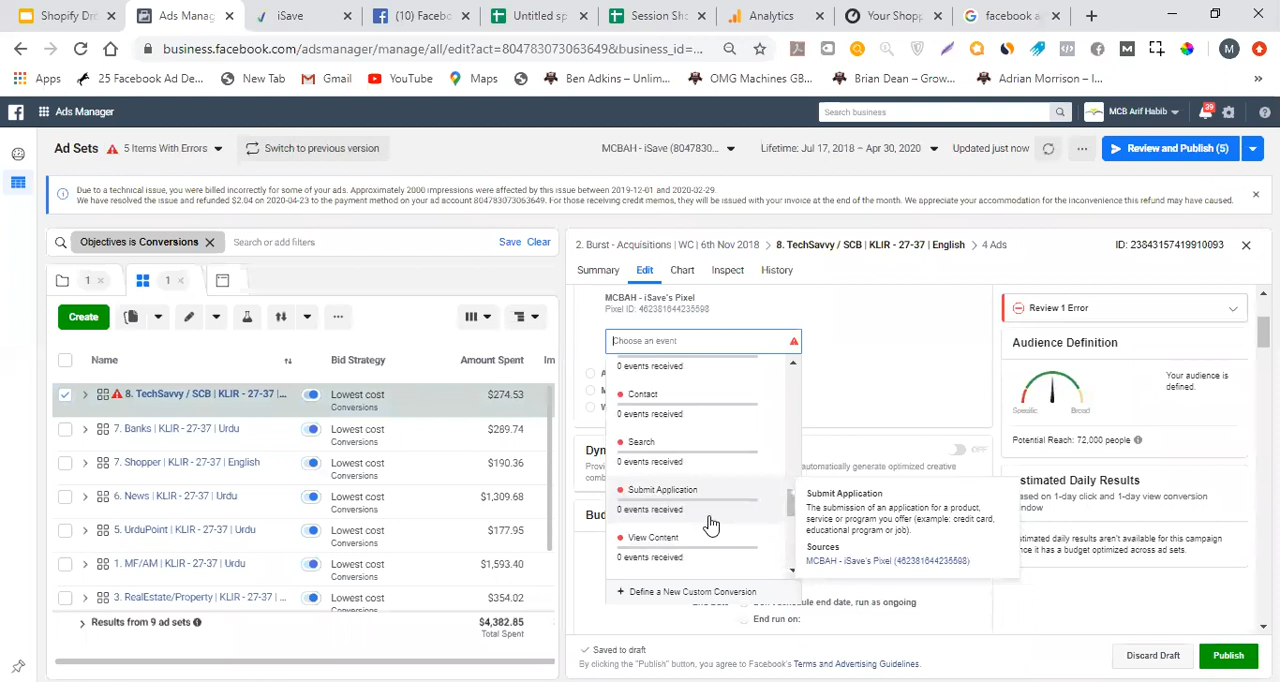 Shopify Dr
Ads Manag
iSave
(10) Faceb
Untitled sp
Session Sh
Analytics
Your Shopp
facebook a
business.facebook.com/adsmanager/manage/all/edit?act=804783073063649&business_id=...
M
Apps
25 Facebook Ad De...
New Tab
Gmail
YouTube
Maps
Ben Adkins – Unlim...
OMG Machines GB...
Brian Dean – Grow...
Adrian Morrison – I...
»
Ads Manager
Search business
MCB Arif Habib
39
Ad Sets
5 Items With Errors
Switch to previous version
MCBAH - iSave (8047830...
Lifetime: Jul 17, 2018 – Apr 30, 2020
Updated just now
Review and Publish (5)
Due to a technical issue, you were billed incorrectly for some of your ads. Approximately 2000 impressions were affected by this issue between 2019-12-01 and 2020-02-29.
We have resolved the issue and refunded $2.04 on 2020-04-23 to the payment method on your ad account 804783073063649. For those receiving credit memos, they will be issued with your invoice at the end of the month. We appreciate your accommodation for the inconvenience this refund may have caused.
Objectives is Conversions
Search or add filters
Save Clear
2. Burst - Acquisitions | WC | 6th Nov 2018 > 8. TechSavvy / SCB | KLIR - 27-37 | English > 4 Ads
ID: 23843157419910093
1
1
Summary
Edit
Chart
Inspect
History
Create
Name
Bid Strategy
Amount Spent
Im
8. TechSavvy / SCB | KLIR - 27-37 | ...
Lowest cost
Conversions
$274.53
7. Banks | KLIR - 27-37 | Urdu
Lowest cost
Conversions
$289.74
7. Shopper | KLIR - 27-37 | English
Lowest cost
Conversions
$190.36
6. News | KLIR - 27-37 | Urdu
Lowest cost
Conversions
$1,309.68
5. UrduPoint | KLIR - 27-37 | Urdu
Lowest cost
Conversions
$177.95
1. MF/AM | KLIR - 27-37 | Urdu
Lowest cost
Conversions
$1,593.40
3. RealEstate/Property | KLIR - 27-37 | ...
Lowest cost
Conversions
$354.02
Results from 9 ad sets
$4,382.85
Total Spent
MCBAH - iSave's Pixel
Pixel ID: 462381644235598
Choose an event
0 events received
Contact
0 events received
Search
0 events received
Submit Application
0 events received
View Content
0 events received
+ Define a New Custom Conversion
A
M
W
Dyn
OFF
Provi
automatically generate optimized creative
comb
Bud
Submit Application
The submission of an application for a product,
service or program you offer (example: credit card,
educational program or job).
Sources
MCBAH - iSave's Pixel (462381644235598)
schedule end date, run as ongoing
End run on:
Review 1 Error
Audience Definition
Your audience is
defined.
Specific
Broad
Potential Reach: 72,000 people
stimated Daily Results
ased on 1-day click and 1-day view conversion
ndow
stimated daily results aren't available for this campaign
nce it has a budget optimized across ad sets.
Saved to draft
By clicking the "Publish" button, you agree to Facebook's Terms and Advertising Guidelines.
Discard Draft
Publish